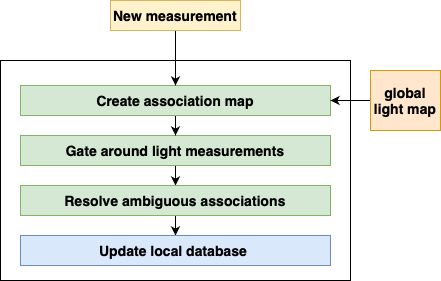 New measurement
Create association map
global
light map
Gate around light measurements
Resolve ambiguous associations
Update local database